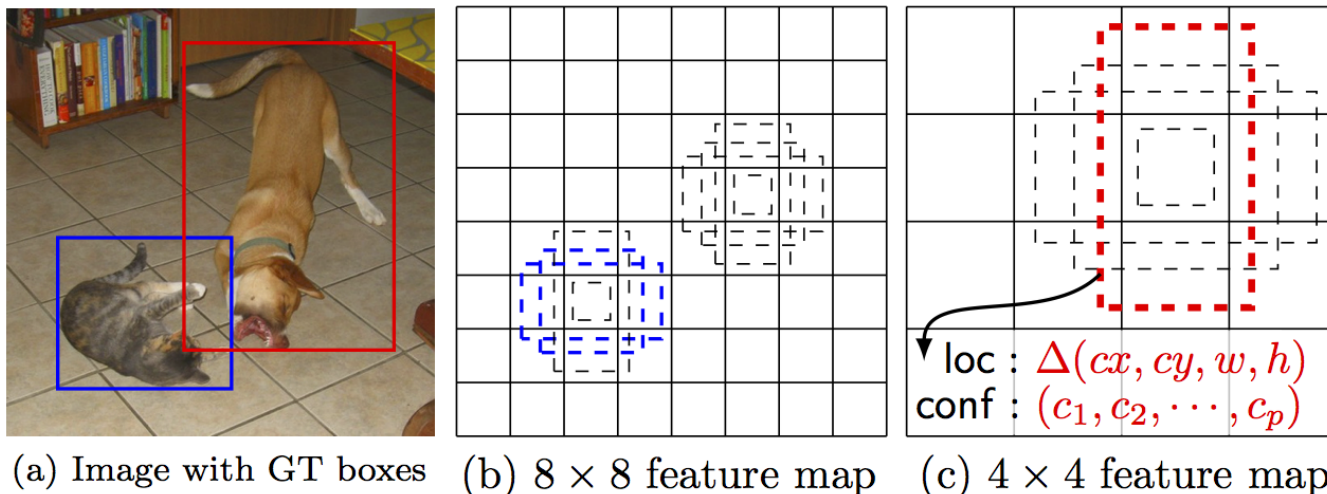 loc : Δ(cx, cy, w, h)
conf : (c₁, c₂, ⋯, cₚ)
(a) Image with GT boxes
(b) 8 × 8 feature map
(c) 4 × 4 feature map